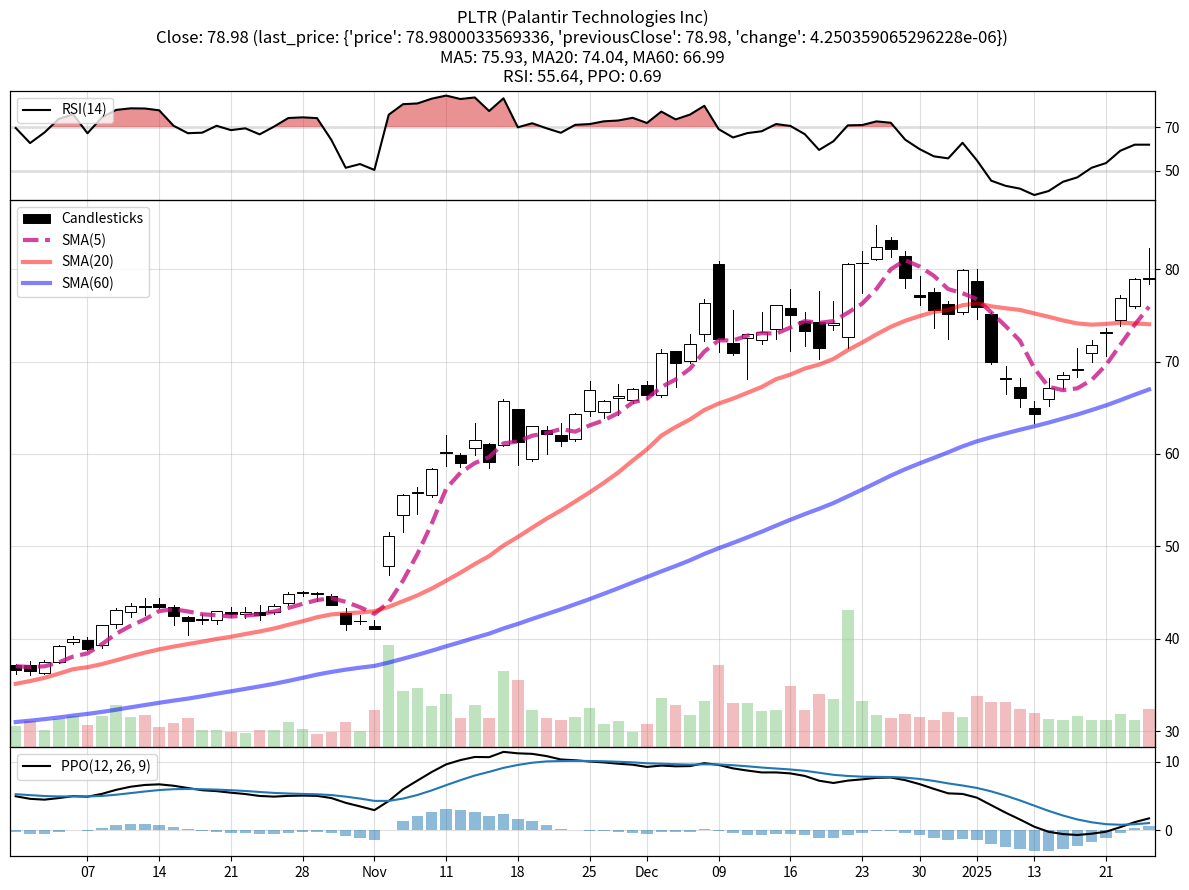 PLTR (Palantir Technologies Inc)
Close: 78.98 (last_price: {'price': 78.9800033569336, 'previousClose': 78.98, 'change': 4.250359065296228e-06})
MA5: 75.93, MA20: 74.04, MA60: 66.99
RSI: 55.64, PPO: 0.69
RSI(14)
70
50
Candlesticks
SMA(5)
SMA(20)
SMA(60)
80
70
60
50
40
30
PPO(12, 26, 9)
10
0
07 14 21 28 Nov 11 18 25 Dec 09 16 23 30 2025 13 21